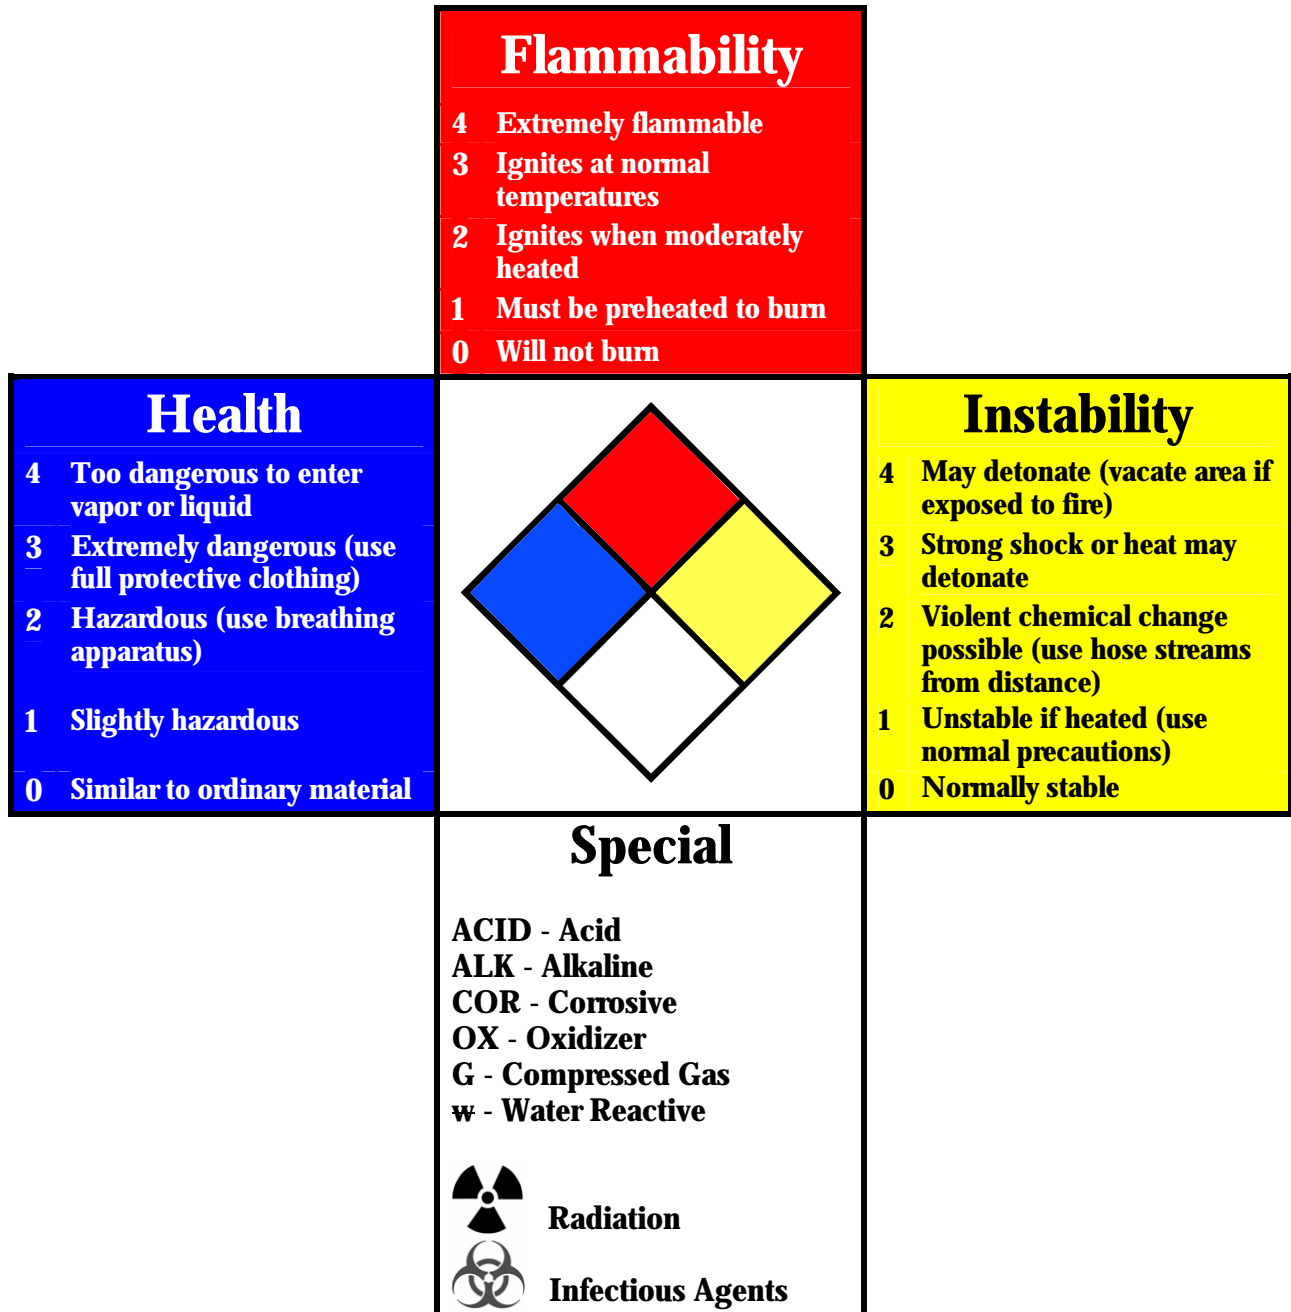 Flammability
4 Extremely flammable
3 Ignites at normal
temperatures
2 Ignites when moderately
heated
1 Must be preheated to burn
0 Will not burn
Health
4 Too dangerous to enter
vapor or liquid
3 Extremely dangerous (use
full protective clothing)
2 Hazardous (use breathing
apparatus)
1 Slightly hazardous
0 Similar to ordinary material
Instability
4 May detonate (vacate area if
exposed to fire)
3 Strong shock or heat may
detonate
2 Violent chemical change
possible (use hose streams
from distance)
1 Unstable if heated (use
normal precautions)
0 Normally stable
Special
ACID - Acid
ALK - Alkaline
COR - Corrosive
OX - Oxidizer
G - Compressed Gas
w - Water Reactive
Radiation
Infectious Agents